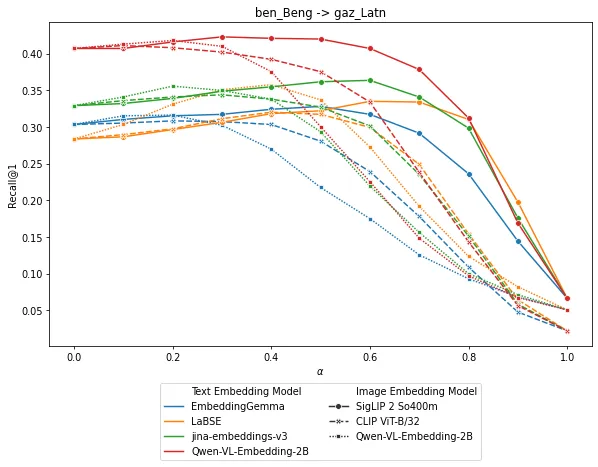 ben_Beng -> gaz_Latn
Recall@1
0.40
0.35
0.30
0.25
0.20
0.15
0.10
0.05
0.0 0.2 0.4 0.6 0.8 1.0
α
Text Embedding Model Image Embedding Model
EmbeddingGemma SigLIP 2 So400m
LaBSE CLIP ViT-B/32
jina-embeddings-v3 Qwen-VL-Embedding-2B
Qwen-VL-Embedding-2B